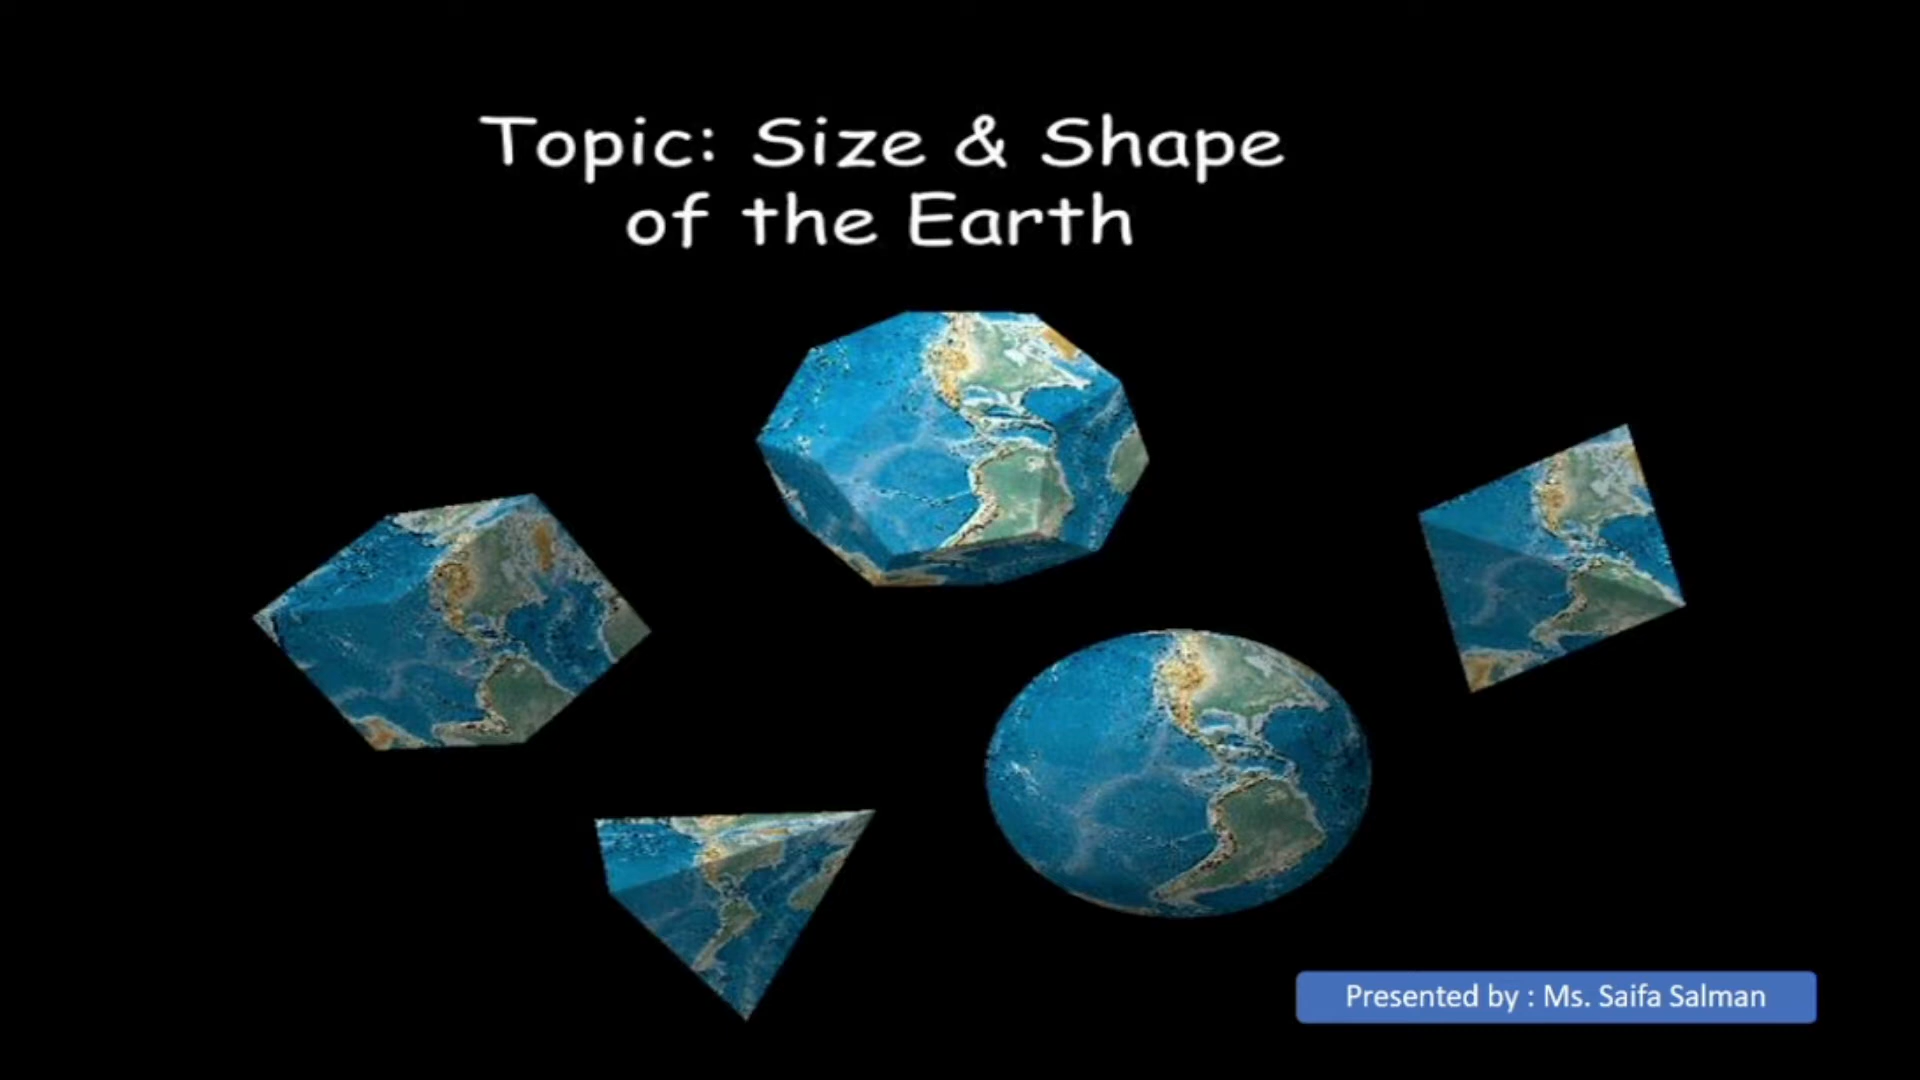 Topic: Size & Shape
of the Earth
Presented by : Ms. Saifa Salman